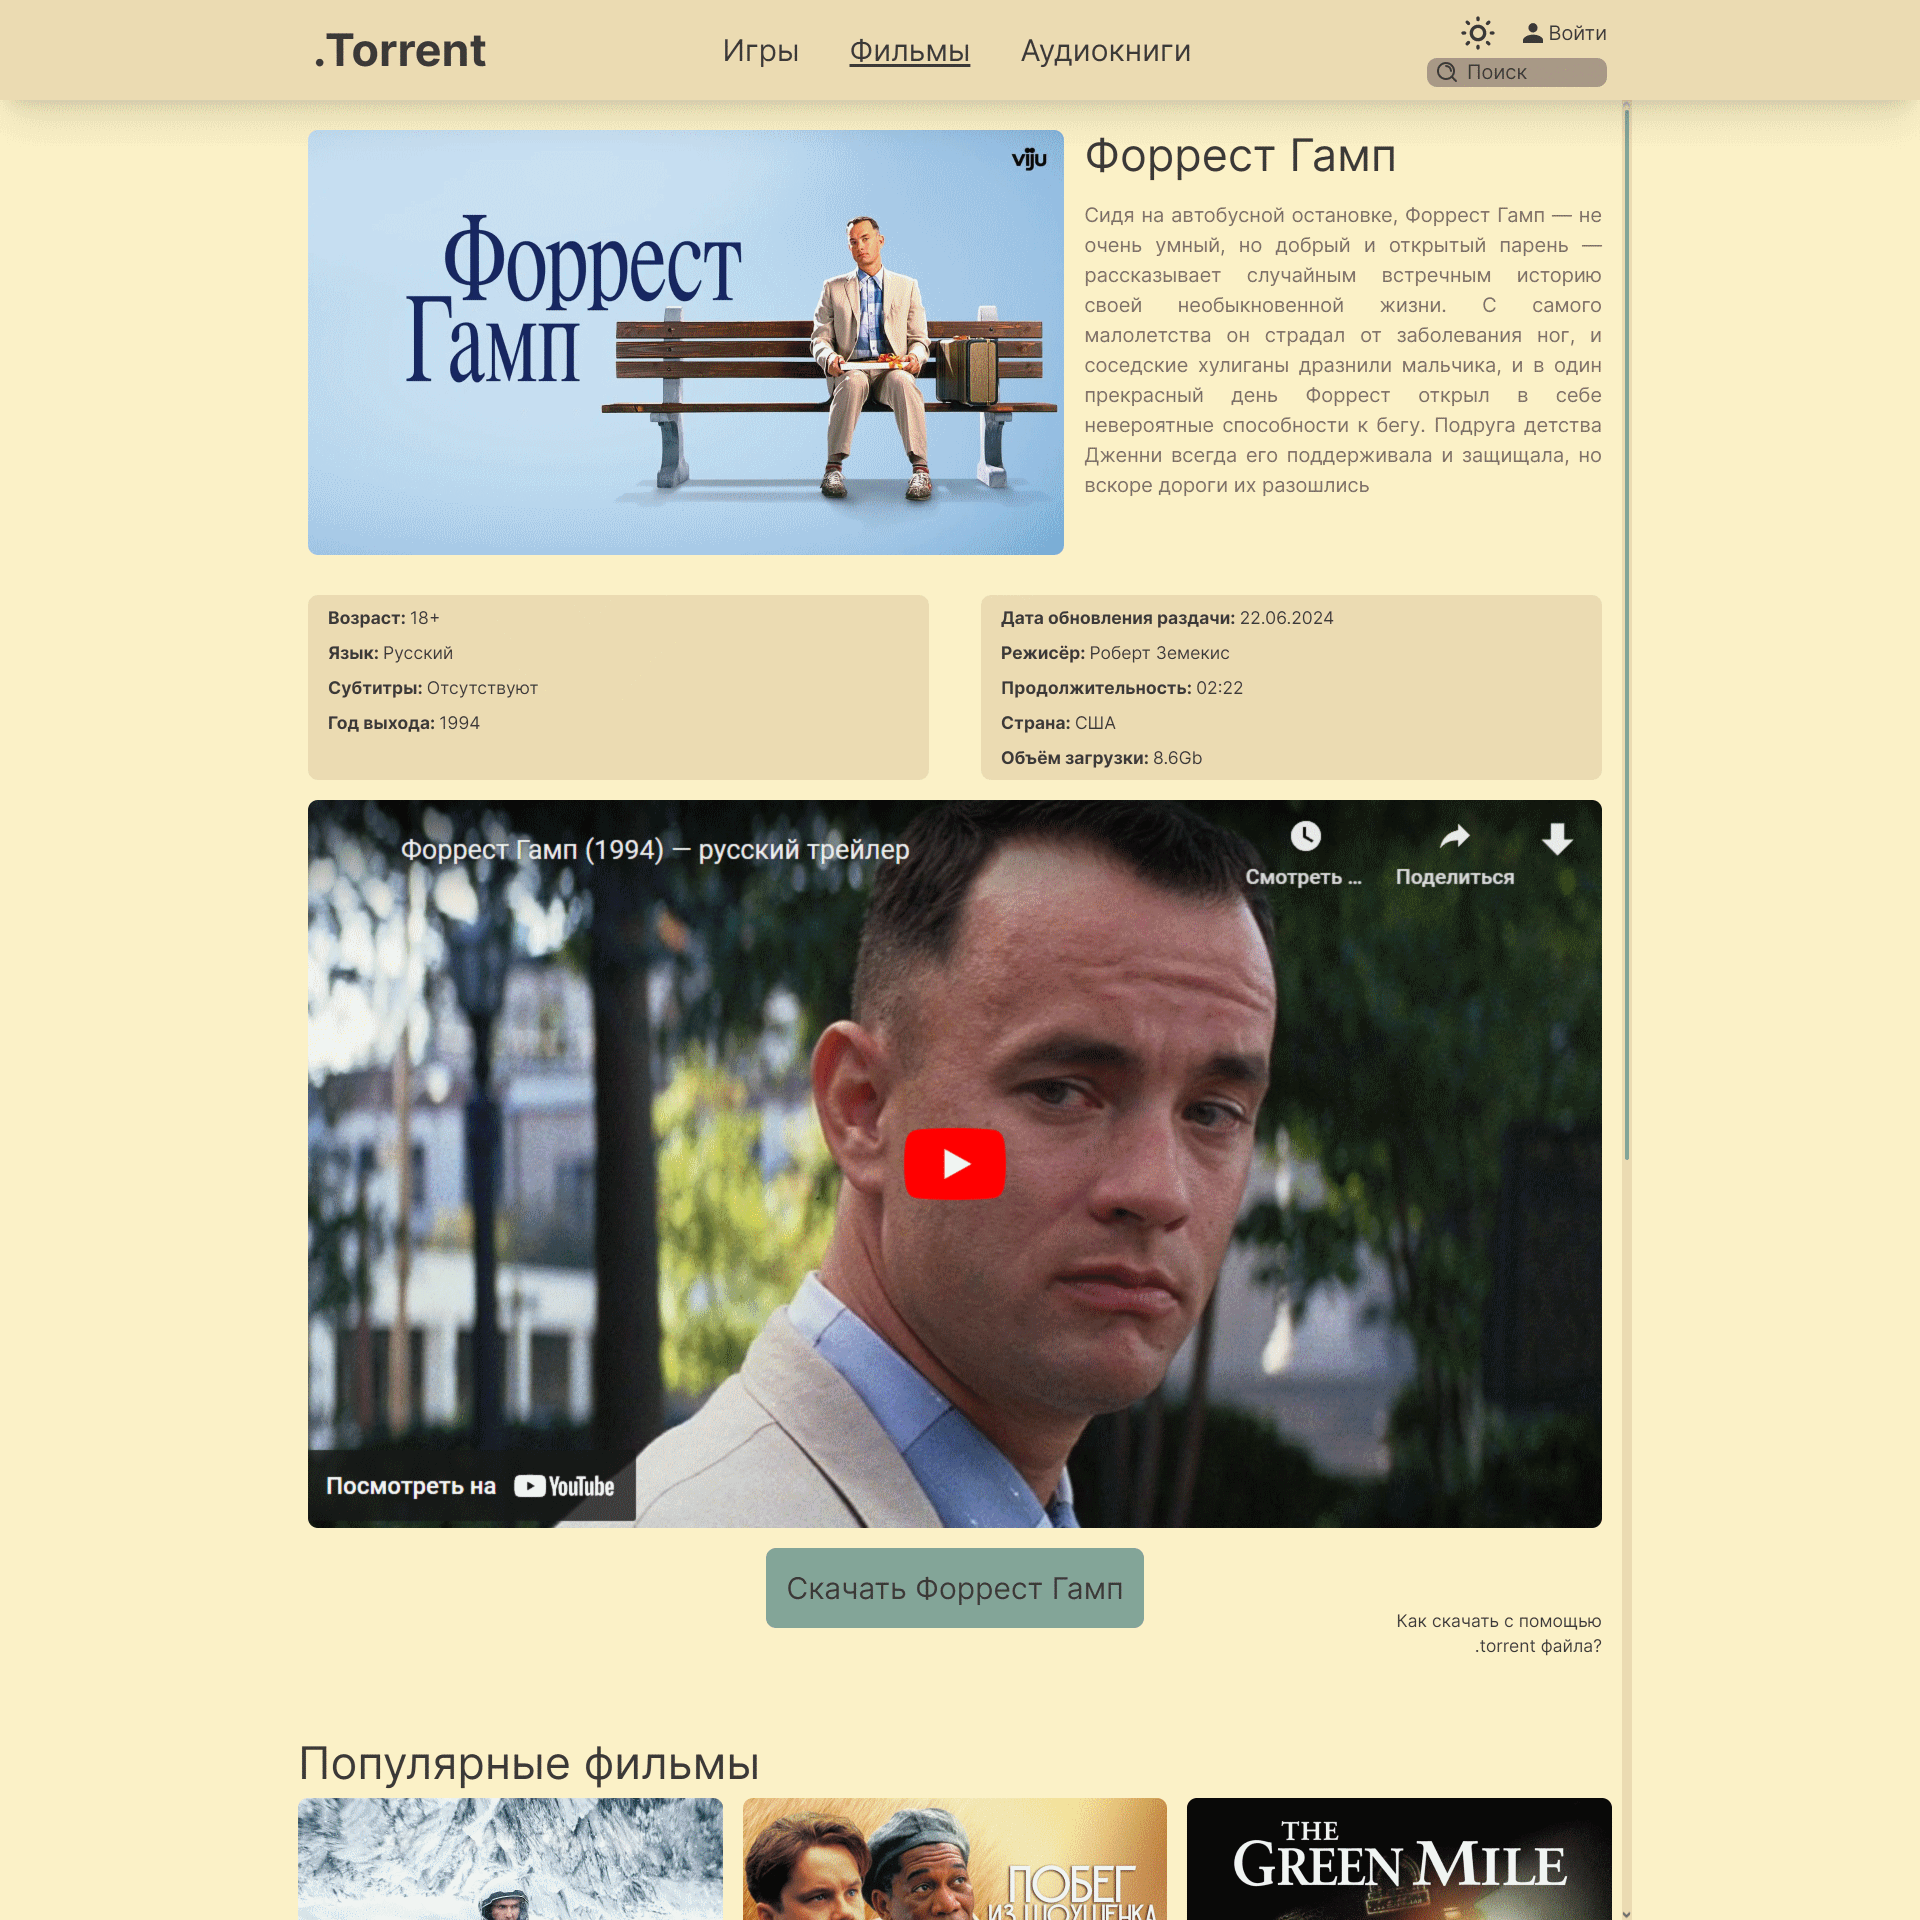 .Torrent
Игры
Фильмы
Аудиокниги
Войти
Поиск
viju
Форрест
Гамп
Форрест Гамп
Сидя на автобусной остановке, Форрест Гамп — не
очень умный, но добрый и открытый парень —
рассказывает случайным встречным историю
своей необыкновенной жизни. С самого
малолетства он страдал от заболевания ног, и
соседские хулиганы дразнили мальчика, и в один
прекрасный день Форрест открыл в себе
невероятные способности к бегу. Подруга детства
Дженни всегда его поддерживала и защищала, но
вскоре дороги их разошлись
Возраст: 18+
Язык: Русский
Субтитры: Отсутствуют
Год выхода: 1994
Дата обновления раздачи: 22.06.2024
Режисёр: Роберт Земекис
Продолжительность: 02:22
Страна: США
Объём загрузки: 8.6Gb
Форрест Гамп (1994) — русский трейлер
Смотреть ...
Поделиться
Посмотреть на YouTube
Скачать Форрест Гамп
Как скачать с помощью
.torrent файла?
Популярные фильмы
ПОБЕГ
ИЗ ШОУШЕНКА
THE
GREEN MILE